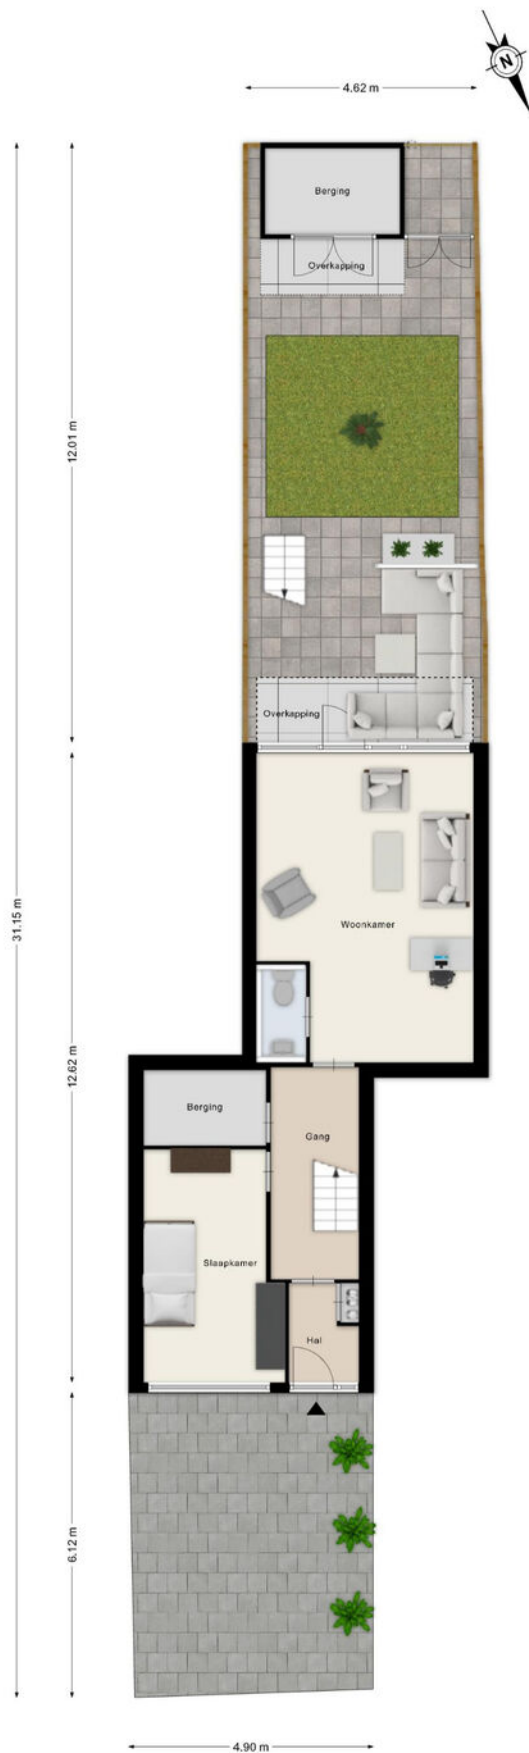 N
4.62 m
Berging
Overkapping
12.01 m
Overkapping
31.15 m
Woonkamer
12.62 m
Berging
Gang
Slaapkamer
Hal
6.12 m
4.90 m